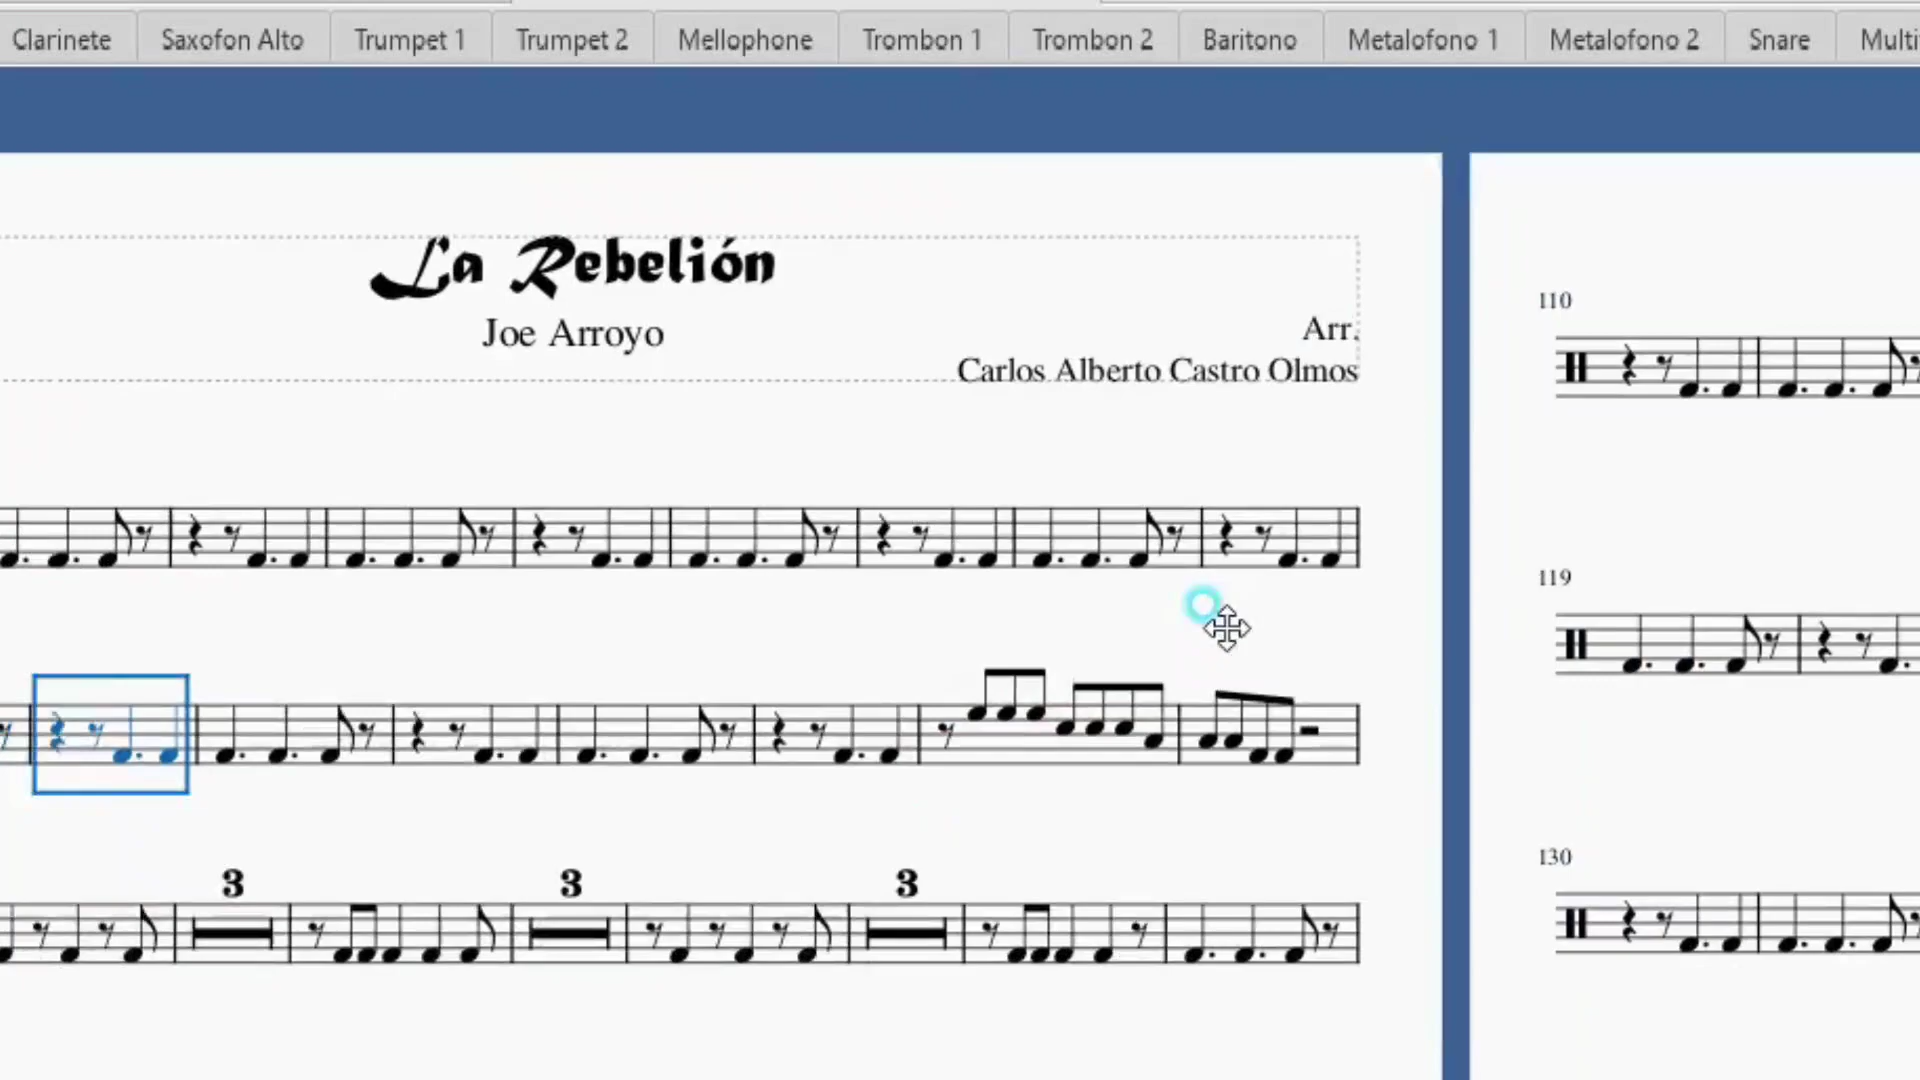 Clarinete Saxofon Alto Trumpet 1 Trumpet 2 Mellophone Trombon 1 Trombon 2 Baritono Metalofono 1 Metalofono 2 Snare Multi
La Rebelión
Joe Arroyo
Arr.
Carlos Alberto Castro Olmos
3 3 3
110
119
130